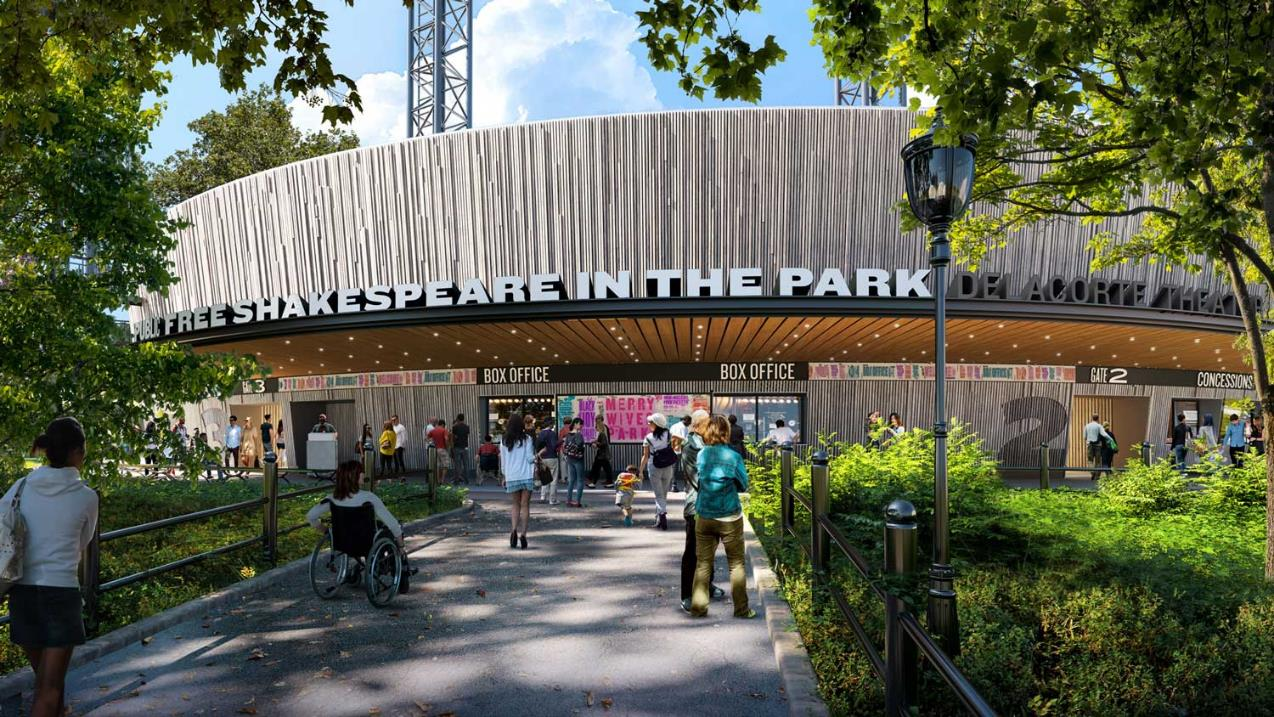 PUBLIC FREE SHAKESPEARE IN THE PARK DELACORTE THEATER
3
BOX OFFICE
BOX OFFICE
GATE 2
CONCESSIONS
MERRY
WIVES
2